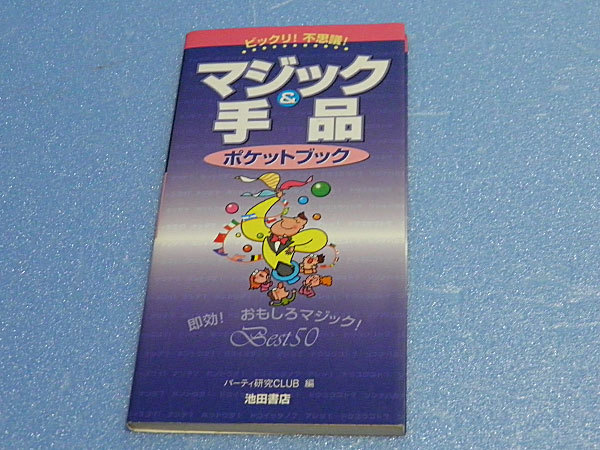 ビックリ! 不思議!
マジック
&
手品
ポケットブック
即効! おもしろマジック!
Best50
パーティ研究CLUB 編
池田書店